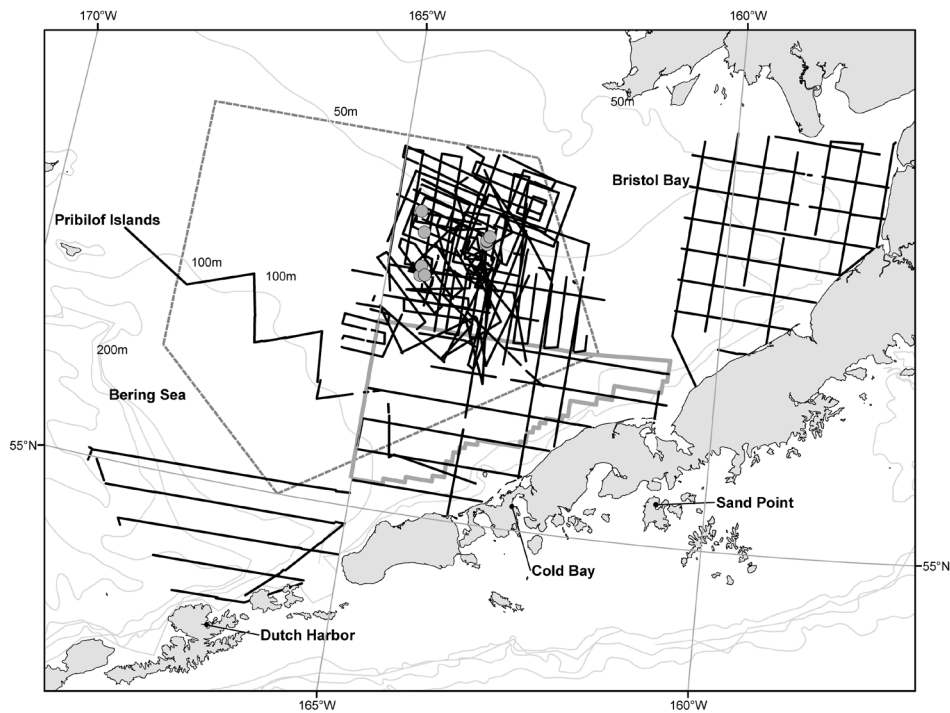 170°W
165°W
160°W
50m
50m
Bristol Bay
Pribilof Islands
100m
100m
200m
Bering Sea
55°N
Sand Point
55°N
Cold Bay
Dutch Harbor
165°W
160°W